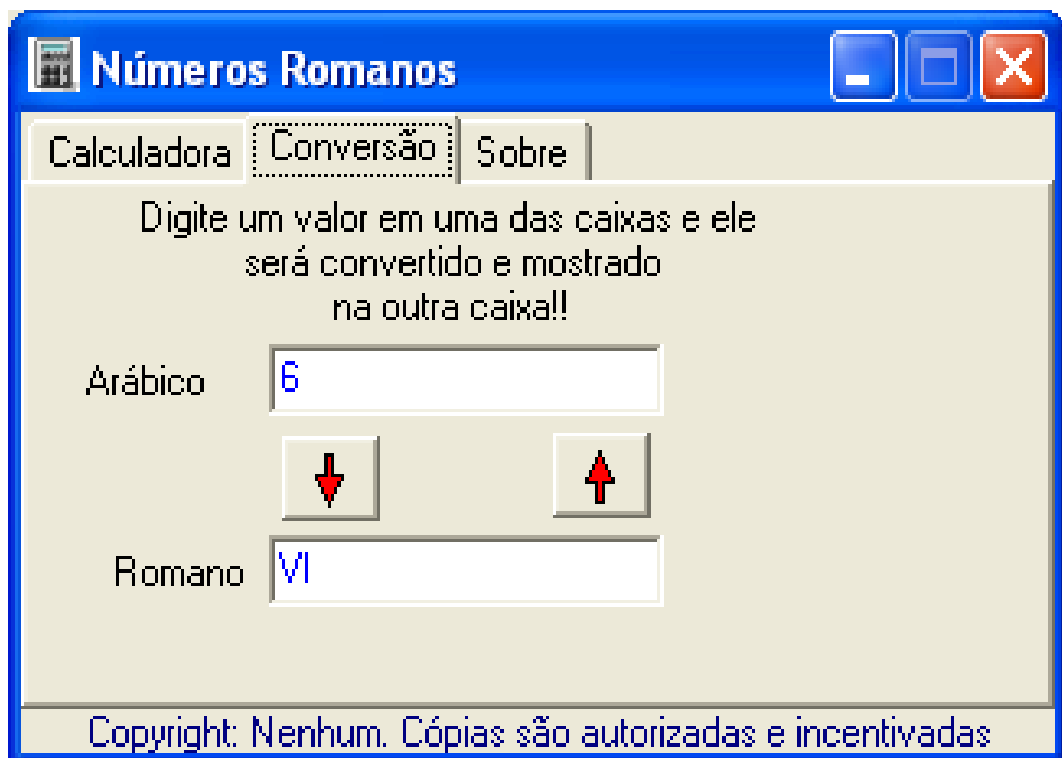 Números Romanos
Calculadora Conversão Sobre
Digite um valor em uma das caixas e ele
será convertido e mostrado
na outra caixa!!
Arábico 6
Romano VI
Copyright: Nenhum. Cópias são autorizadas e incentivadas